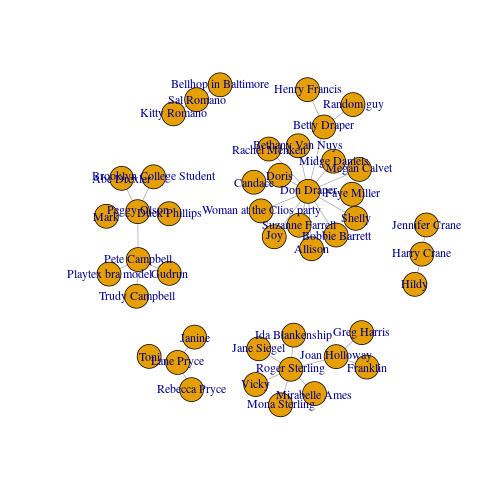 Bellhop in Baltimore
Sal Romano
Kitty Romano
Henry Francis
Random guy
Betty Draper
Bethany Van Nuys
Rachel Menken
Midge Daniels
Megan Calvet
Doris
Candace
Don Draper
Faye Miller
Woman at the Clios party
Shelly
Suzanne Farrell
Joy
Bobbie Barrett
Allison
Brooklyn College Student
Abe Drexler
Peggy Olson
Mark
Duck Phillips
Pete Campbell
Playtex bra model
Gudrun
Trudy Campbell
Jennifer Crane
Harry Crane
Hildy
Janine
Toni
Lane Pryce
Rebecca Pryce
Ida Blankenship
Greg Harris
Jane Siegel
Joan Holloway
Roger Sterling
Franklin
Vicky
Mirabelle Ames
Mona Sterling